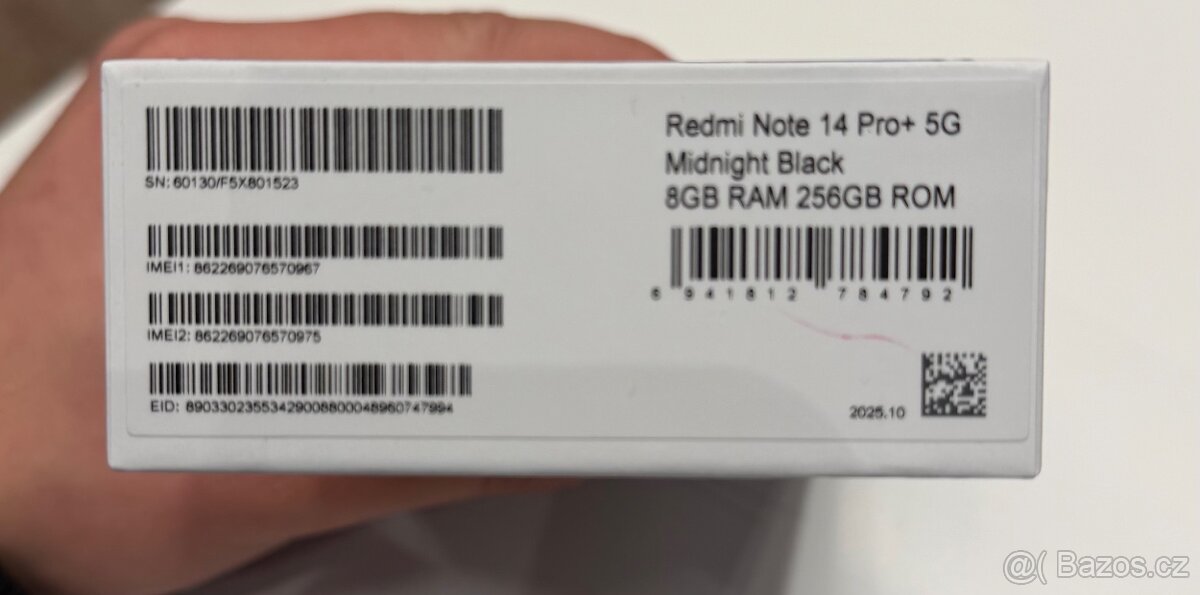 SN: 60130/F5X801523
IMEI1: 862269076570967
IMEI2: 862269076570975
EID: 89033023553429008800048960747994
Redmi Note 14 Pro+ 5G
Midnight Black
8GB RAM 256GB ROM
6 941812 784792
2025.10
@( Bazos.cz